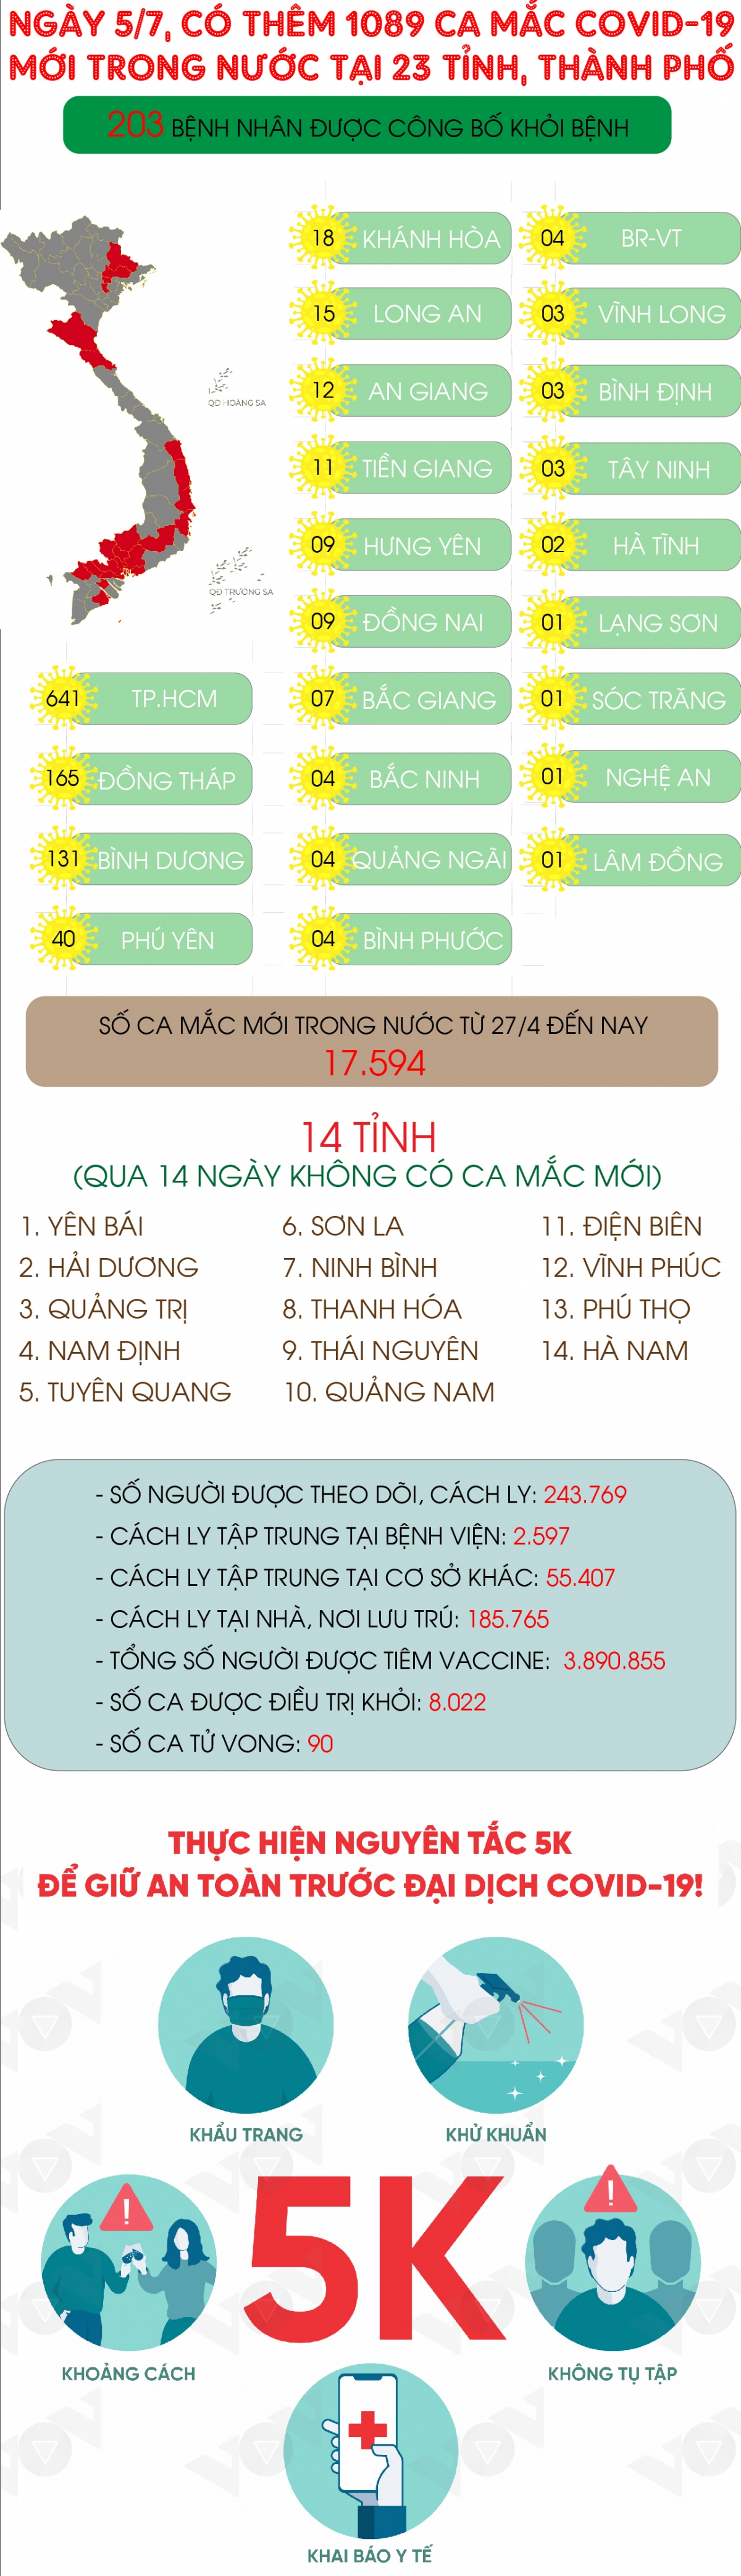 NGÀY 5/7, CÓ THÊM 1089 CA MẮC COVID-19
MỚI TRONG NƯỚC TẠI 23 TỈNH, THÀNH PHỐ
203 BỆNH NHÂN ĐƯỢC CÔNG BỐ KHỎI BỆNH
QĐ HOÀNG SA
QĐ TRƯỜNG SA
641 TP.HCM
165 ĐỒNG THÁP
131 BÌNH DƯƠNG
40 PHÚ YÊN
18 KHÁNH HÒA
15 LONG AN
12 AN GIANG
11 TIỀN GIANG
09 HƯNG YÊN
09 ĐỒNG NAI
07 BẮC GIANG
04 BẮC NINH
04 QUẢNG NGÃI
04 BÌNH PHƯỚC
04 BR-VT
03 VĨNH LONG
03 BÌNH ĐỊNH
03 TÂY NINH
02 HÀ TĨNH
01 LẠNG SƠN
01 SÓC TRĂNG
01 NGHỆ AN
01 LÂM ĐỒNG
SỐ CA MẮC MỚI TRONG NƯỚC TỪ 27/4 ĐẾN NAY
17.594
14 TỈNH
(QUA 14 NGÀY KHÔNG CÓ CA MẮC MỚI)
1. YÊN BÁI
2. HẢI DƯƠNG
3. QUẢNG TRỊ
4. NAM ĐỊNH
5. TUYÊN QUANG
6. SƠN LA
7. NINH BÌNH
8. THANH HÓA
9. THÁI NGUYÊN
10. QUẢNG NAM
11. ĐIỆN BIÊN
12. VĨNH PHÚC
13. PHÚ THỌ
14. HÀ NAM
- SỐ NGƯỜI ĐƯỢC THEO DÕI, CÁCH LY: 243.769
- CÁCH LY TẬP TRUNG TẠI BỆNH VIỆN: 2.597
- CÁCH LY TẬP TRUNG TẠI CƠ SỞ KHÁC: 55.407
- CÁCH LY TẠI NHÀ, NƠI LƯU TRÚ: 185.765
- TỔNG SỐ NGƯỜI ĐƯỢC TIÊM VACCINE: 3.890.855
- SỐ CA ĐƯỢC ĐIỀU TRỊ KHỎI: 8.022
- SỐ CA TỬ VONG: 90
THỰC HIỆN NGUYÊN TẮC 5K
ĐỂ GIỮ AN TOÀN TRƯỚC ĐẠI DỊCH COVID-19!
KHẨU TRANG
KHỬ KHUẨN
5K
KHOẢNG CÁCH
KHÔNG TỤ TẬP
KHAI BÁO Y TẾ